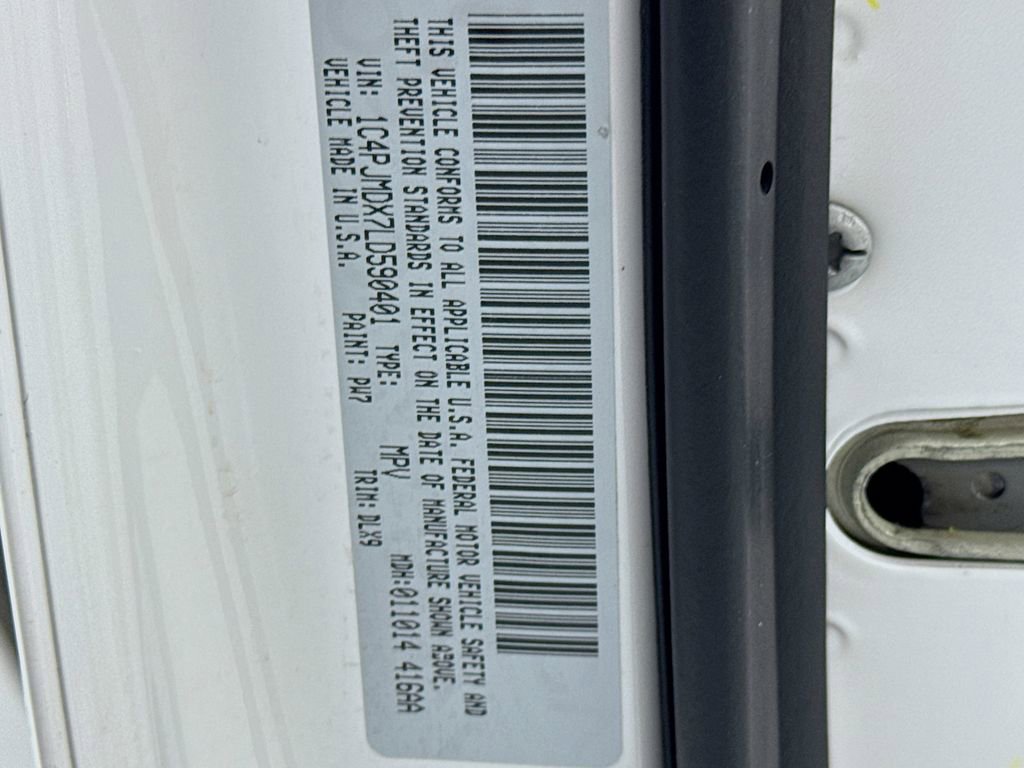 THIS VEHICLE CONFORMS TO ALL APPLICABLE U.S.A. FEDERAL MOTOR VEHICLE SAFETY AND
THEFT PREVENTION STANDARDS IN EFFECT ON THE DATE OF MANUFACTURE SHOWN ABOVE.
VIN: 1C4PJMDX7LD590401 TYPE: MPV MDH:011014 416AA
VEHICLE MADE IN U.S.A. PAINT: PW7 TRIM:DLX9